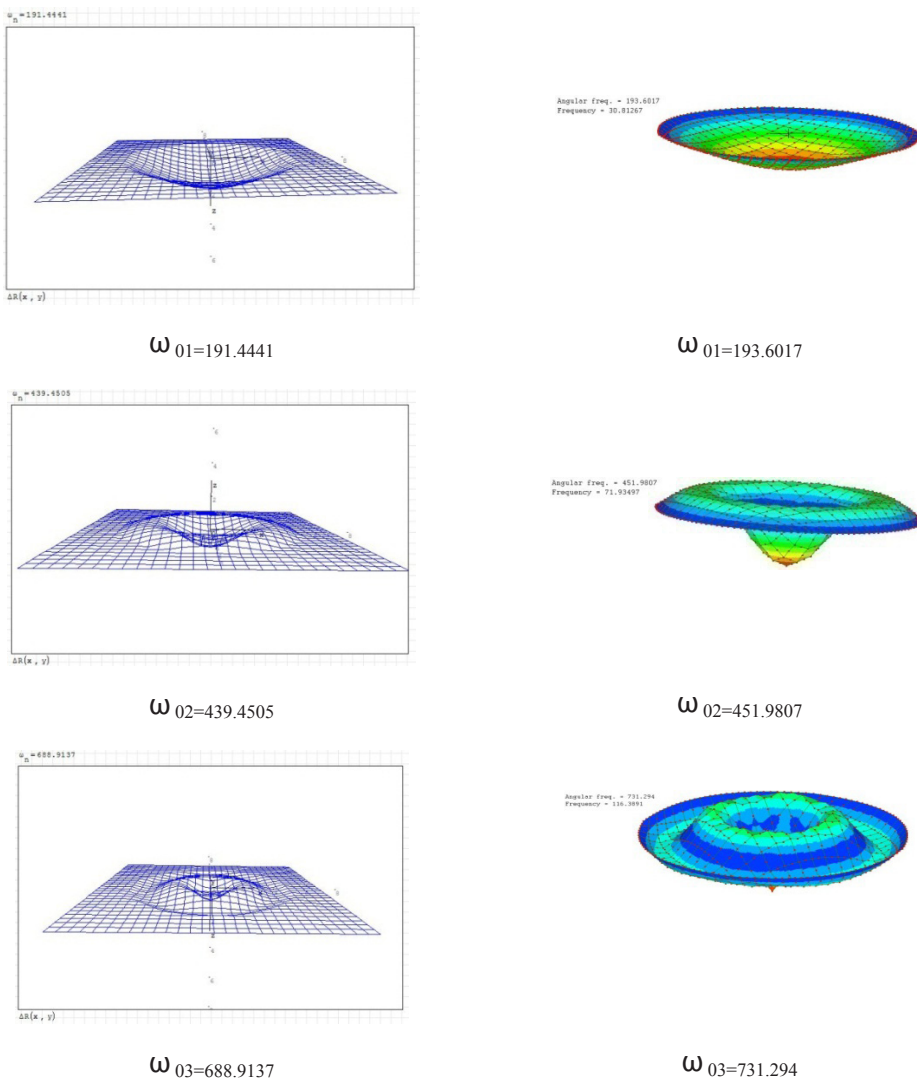 ω_n=191.4441
Angular freq. = 193.6017
Frequency = 30.81267
z
ΔR(x , y)
ω 01=191.4441
ω 01=193.6017
ω_n=439.4505
z
Angular freq. = 451.9807
Frequency = 71.93497
ΔR(x , y)
ω 02=439.4505
ω 02=451.9807
ω_n=688.9137
Angular freq. = 731.294
Frequency = 116.3891
z
ΔR(x , y)
ω 03=688.9137
ω 03=731.294